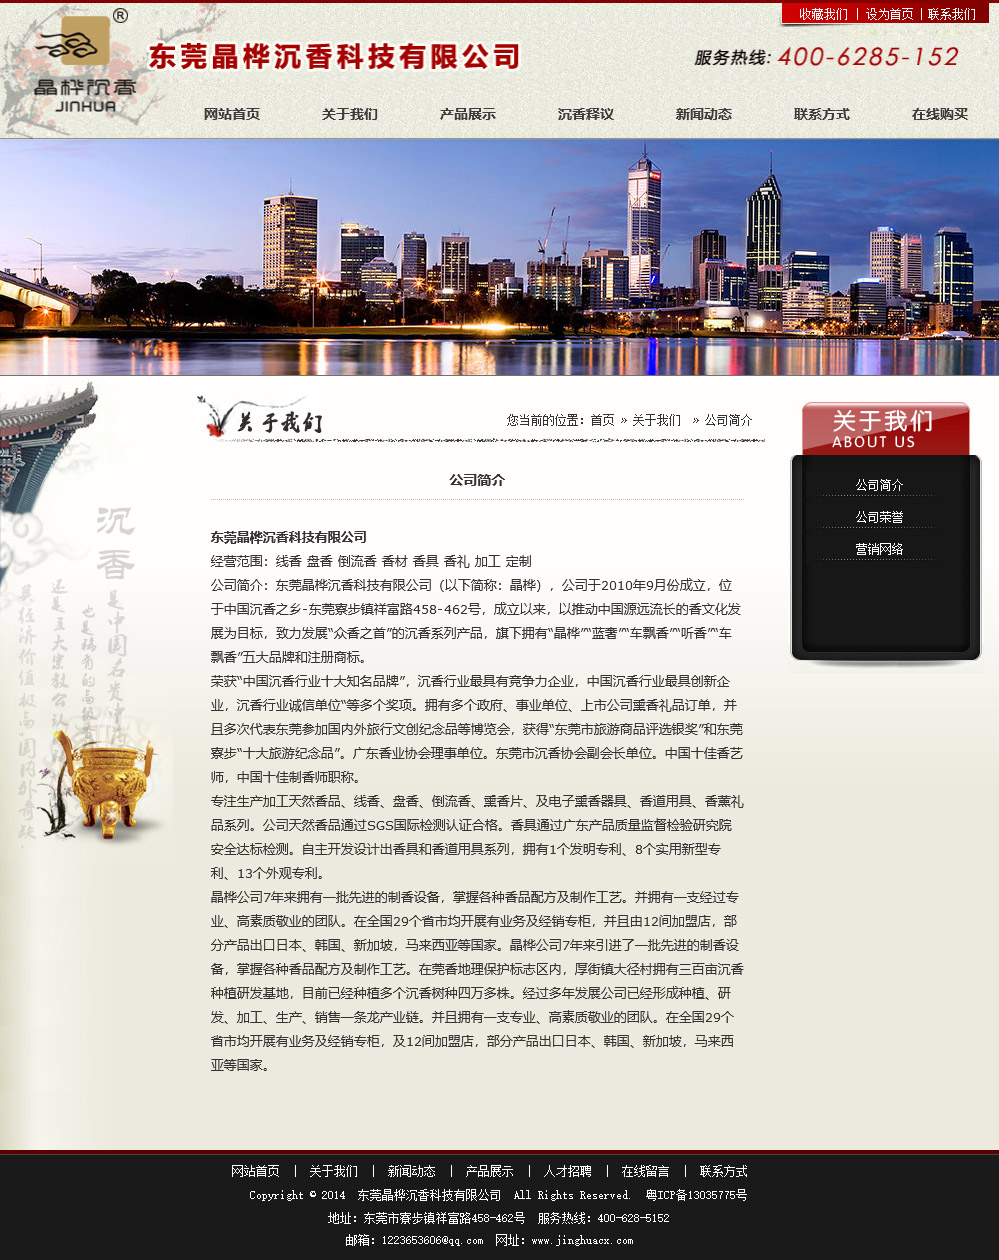 收藏我们 | 设为首页 | 联系我们
®
晶桦沉香
JINHUA
东莞晶桦沉香科技有限公司
服务热线: 400-6285-152
网站首页 关于我们 产品展示 沉香释议 新闻动态 联系方式 在线购买
关于我们
您当前的位置：首页 » 关于我们 » 公司简介
关于我们
ABOUT US
公司简介
公司荣誉
营销网络
沉香
公司简介
东莞晶桦沉香科技有限公司
经营范围：线香 盘香 倒流香 香材 香具 香礼 加工 定制
公司简介：东莞晶桦沉香科技有限公司（以下简称：晶桦），公司于2010年9月份成立，位
于中国沉香之乡-东莞寮步镇祥富路458-462号，成立以来，以推动中国源远流长的香文化发
展为目标，致力发展“众香之首”的沉香系列产品，旗下拥有“晶桦”“蓝奢”“车飘香”“听香”“车
飘香”五大品牌和注册商标。
荣获“中国沉香行业十大知名品牌”，沉香行业最具有竞争力企业，中国沉香行业最具创新企
业，沉香行业诚信单位“等多个奖项。拥有多个政府、事业单位、上市公司熏香礼品订单，并
且多次代表东莞参加国内外旅行文创纪念品等博览会，获得“东莞市旅游商品评选银奖”和东莞
寮步“十大旅游纪念品”。广东香业协会理事单位。东莞市沉香协会副会长单位。中国十佳香艺
师，中国十佳制香师职称。
专注生产加工天然香品、线香、盘香、倒流香、熏香片、及电子熏香器具、香道用具、香薰礼
品系列。公司天然香品通过SGS国际检测认证合格。香具通过广东产品质量监督检验研究院
安全达标检测。自主开发设计出香具和香道用具系列，拥有1个发明专利、8个实用新型专
利、13个外观专利。
晶桦公司7年来拥有一批先进的制香设备，掌握各种香品配方及制作工艺。并拥有一支经过专
业、高素质敬业的团队。在全国29个省市均开展有业务及经销专柜，并且由12间加盟店，部
分产品出口日本、韩国、新加坡，马来西亚等国家。晶桦公司7年来引进了一批先进的制香设
备，掌握各种香品配方及制作工艺。在莞香地理保护标志区内，厚街镇大径村拥有三百亩沉香
种植研发基地，目前已经种植多个沉香树种四万多株。经过多年发展公司已经形成种植、研
发、加工、生产、销售一条龙产业链。并且拥有一支专业、高素质敬业的团队。在全国29个
省市均开展有业务及经销专柜，及12间加盟店，部分产品出口日本、韩国、新加坡，马来西
亚等国家。
网站首页 | 关于我们 | 新闻动态 | 产品展示 | 人才招聘 | 在线留言 | 联系方式
Copyright © 2014 东莞晶桦沉香科技有限公司 All Rights Reserved. 粤ICP备13035775号
地址：东莞市寮步镇祥富路458-462号 服务热线：400-628-5152
邮箱：1223653606@qq.com 网址：www.jinghuacx.com